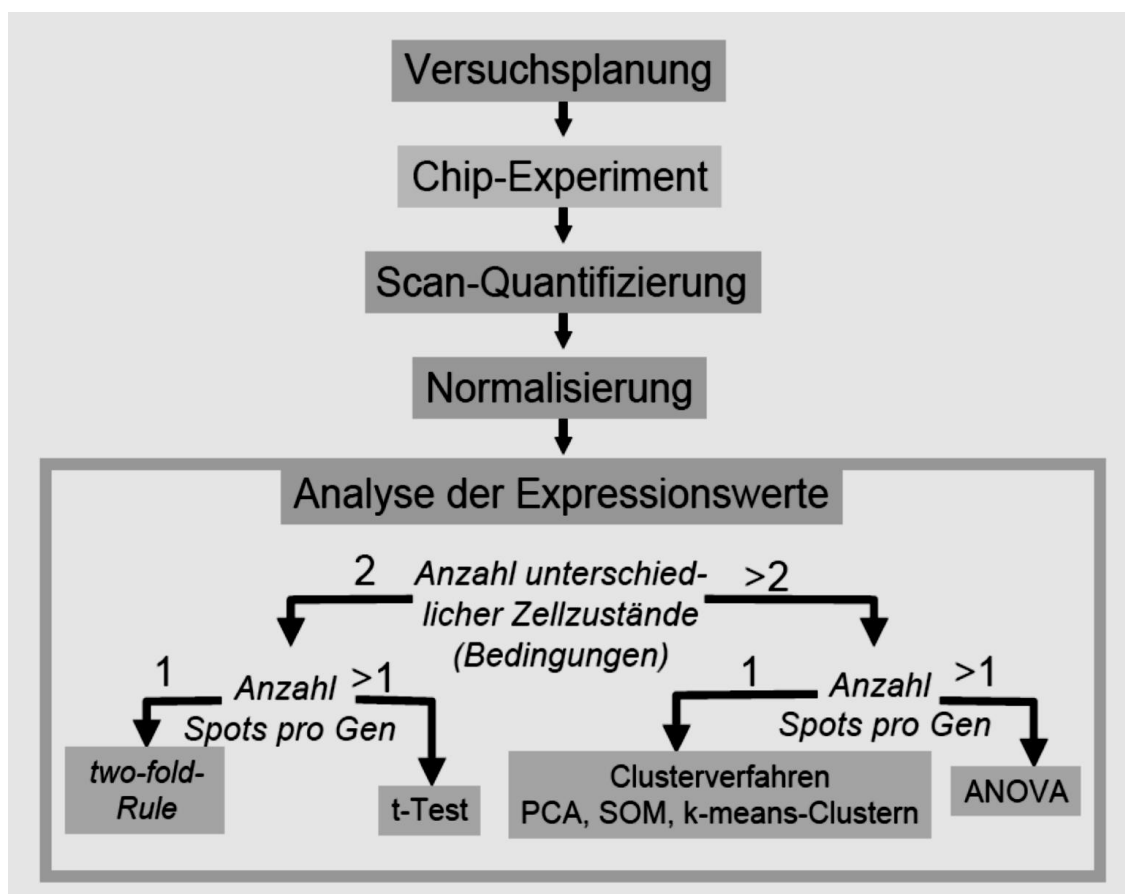 Versuchsplanung
Chip-Experiment
Scan-Quantifizierung
Normalisierung
Analyse der Expressionswerte
2
Anzahl unterschied-
licher Zellzustände
(Bedingungen)
>2
1
Anzahl
Spots pro Gen
>1
1
Anzahl
Spots pro Gen
>1
two-fold-
Rule
t-Test
Clusterverfahren
PCA, SOM, k-means-Clustern
ANOVA